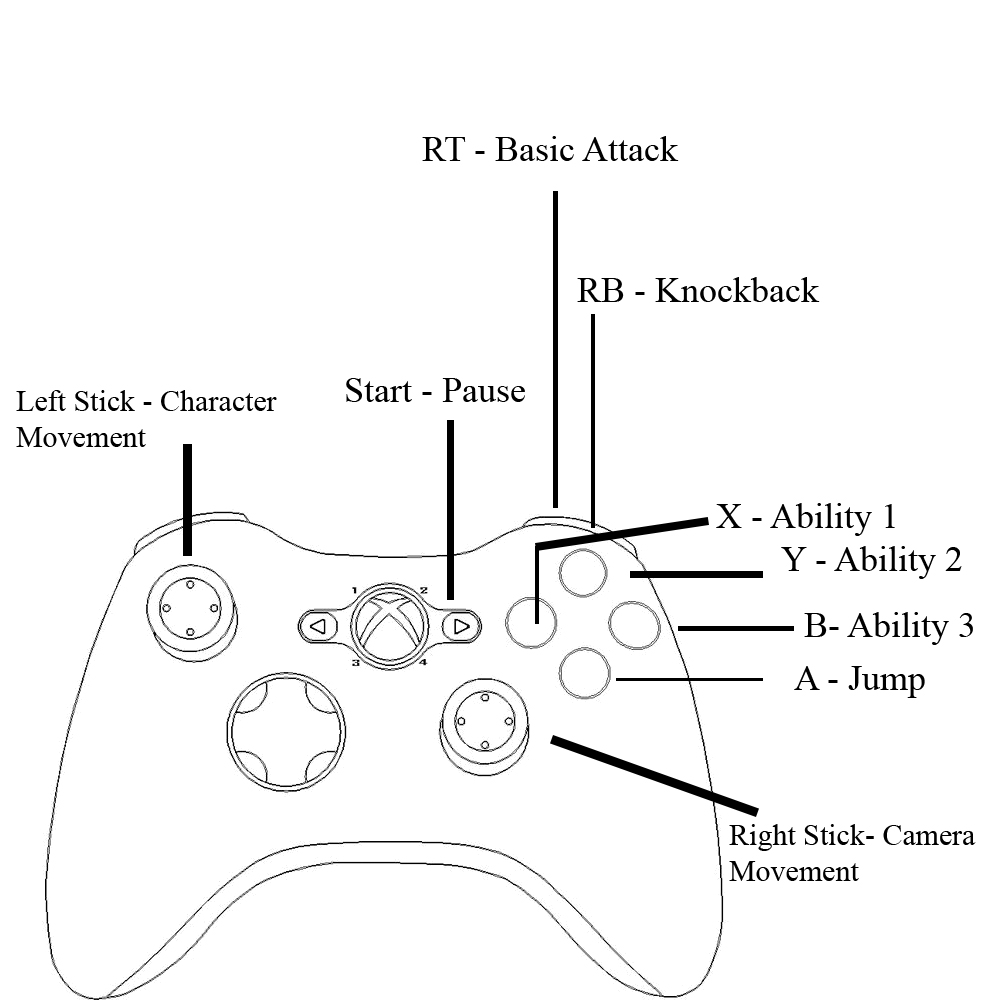 RT - Basic Attack
RB - Knockback
Start - Pause
Left Stick - Character
Movement
X - Ability 1
Y - Ability 2
1 2
B- Ability 3
3 4
A - Jump
Right Stick- Camera
Movement